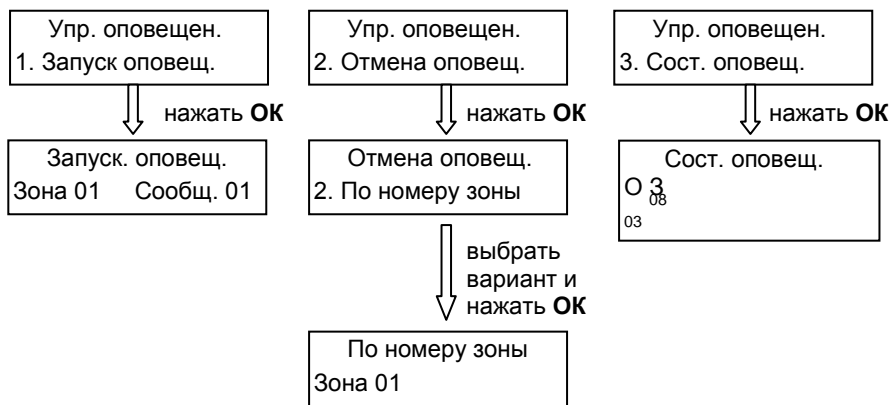 Упр. оповещен.
1. Запуск оповещ.
нажать ОК
Запуск. оповещ.
Зона 01 Сообщ. 01
Упр. оповещен.
2. Отмена оповещ.
нажать ОК
Отмена оповещ.
2. По номеру зоны
выбрать
вариант и
нажать ОК
По номеру зоны
Зона 01
Упр. оповещен.
3. Сост. оповещ.
нажать ОК
Сост. оповещ.
О З
08
03